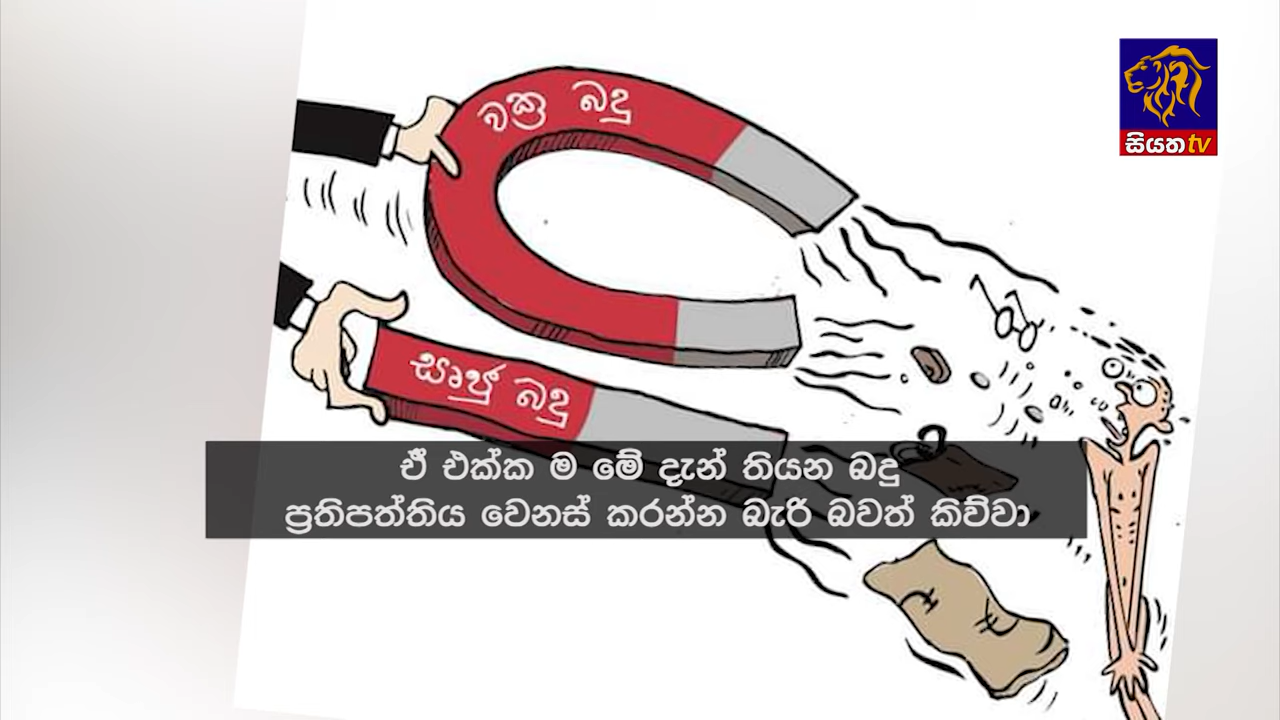 වක්‍ර බදු
සියත tv
සෘජු බදු
ඒ එක්ක ම මේ දැන් තියන බදු
ප්‍රතිපත්තිය වෙනස් කරන්න බැරි බවත් කිව්වා